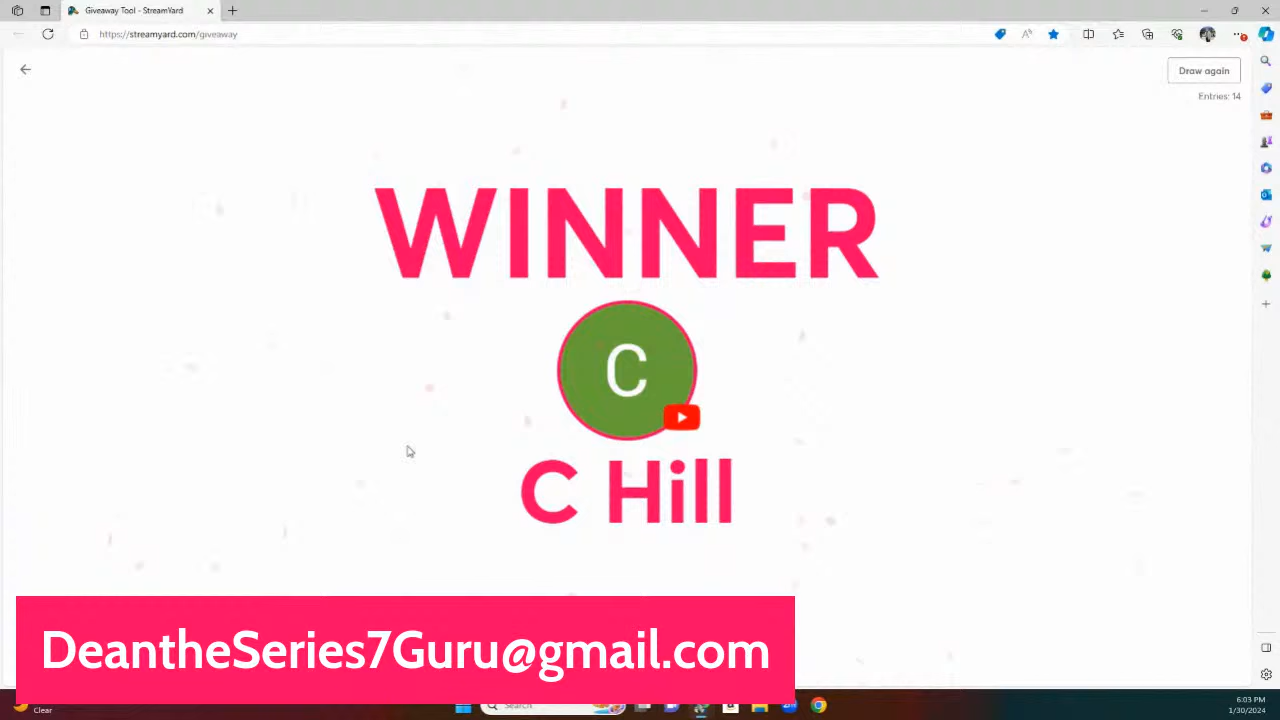 Giveaway Tool - StreamYard
https://streamyard.com/giveaway
Draw again
Entries: 14
WINNER
C
C Hill
DeantheSeries7Guru@gmail.com
Clear
Search
6:03 PM
1/30/2024